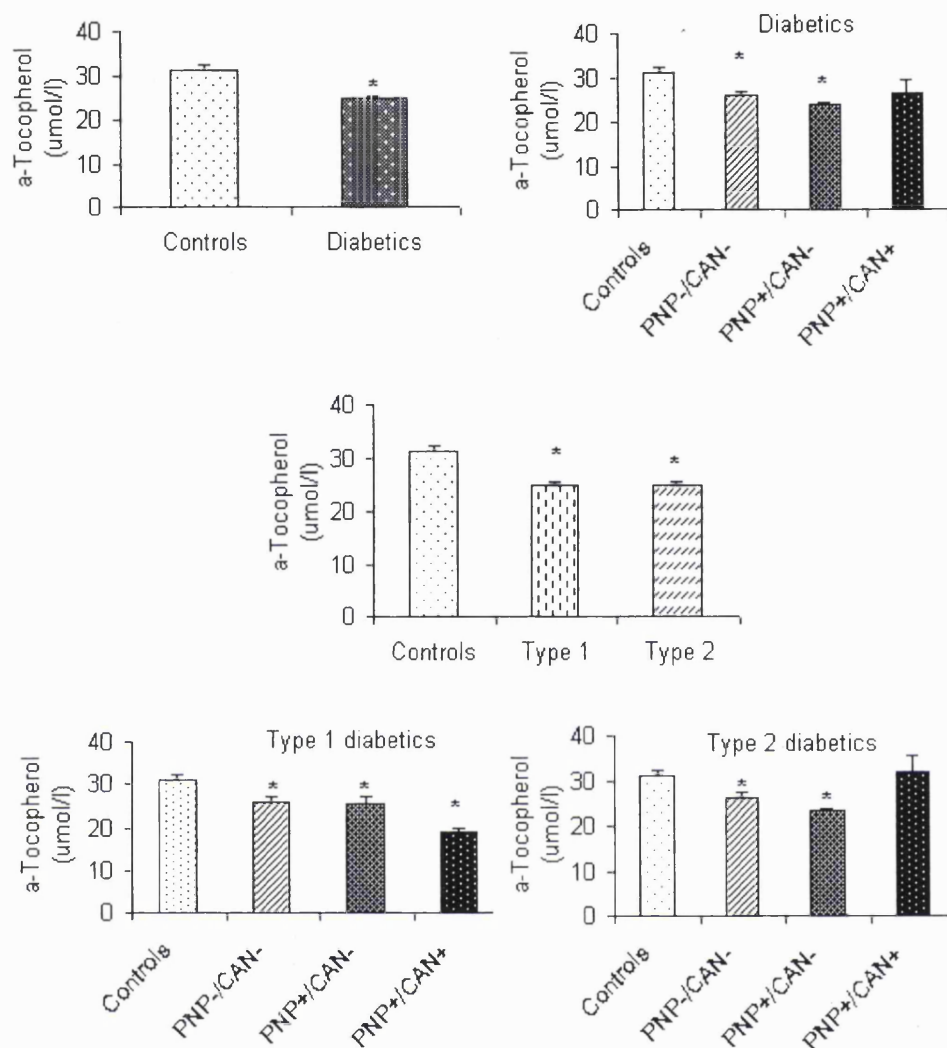 a-Tocopherol
(umol/l)
40
30
20
10
0
*
Controls
Diabetics
Diabetics
a-Tocopherol
(umol/l)
40
30
20
10
0
*
*
Controls
PNP-/CAN-
PNP+/CAN-
PNP+/CAN+
a-Tocopherol
(umol/l)
40
30
20
10
0
*
*
Controls
Type 1
Type 2
Type 1 diabetics
a-Tocopherol
(umol/l)
40
30
20
10
0
*
*
*
Controls
PNP-/CAN-
PNP+/CAN-
PNP+/CAN+
Type 2 diabetics
a-Tocopherol
(umol/l)
40
30
20
10
0
*
*
Controls
PNP-/CAN-
PNP+/CAN-
PNP+/CAN+